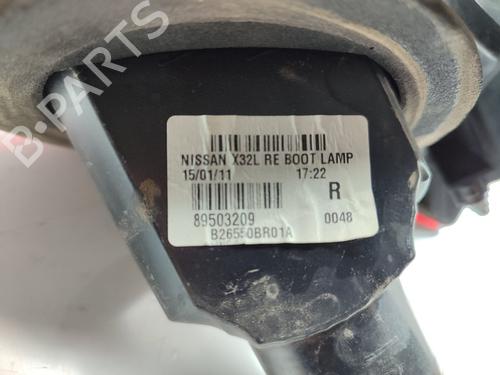 B-PARTS
NISSAN X32L RE BOOT LAMP
15/01/11 17:22
R
89503209 0048
B26550BR01A